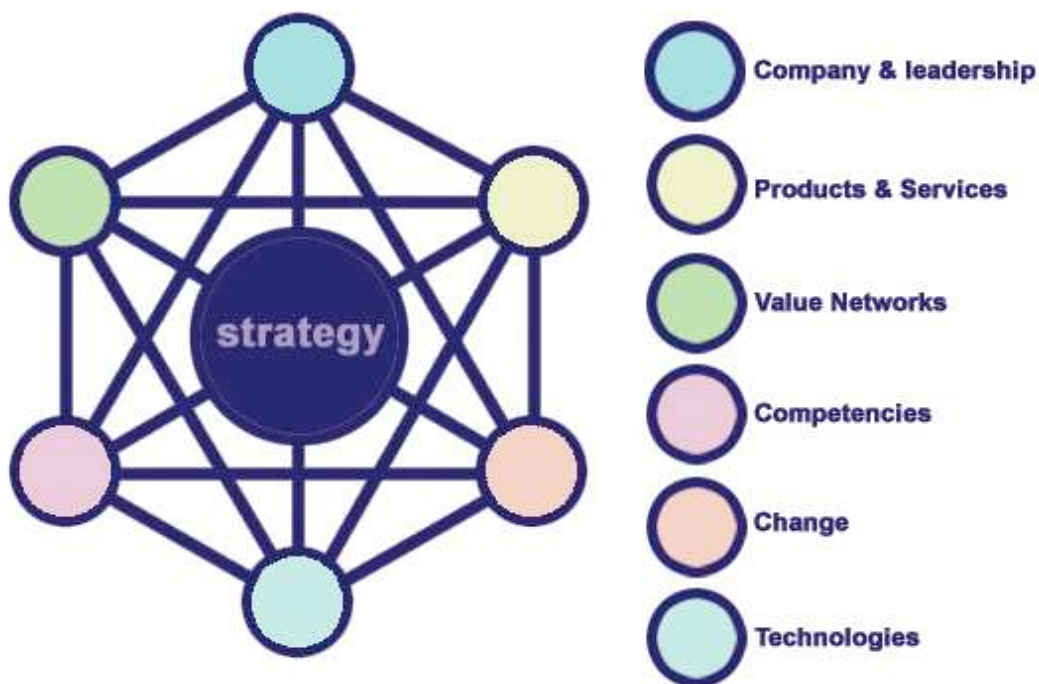 strategy
Company & leadership
Products & Services
Value Networks
Competencies
Change
Technologies